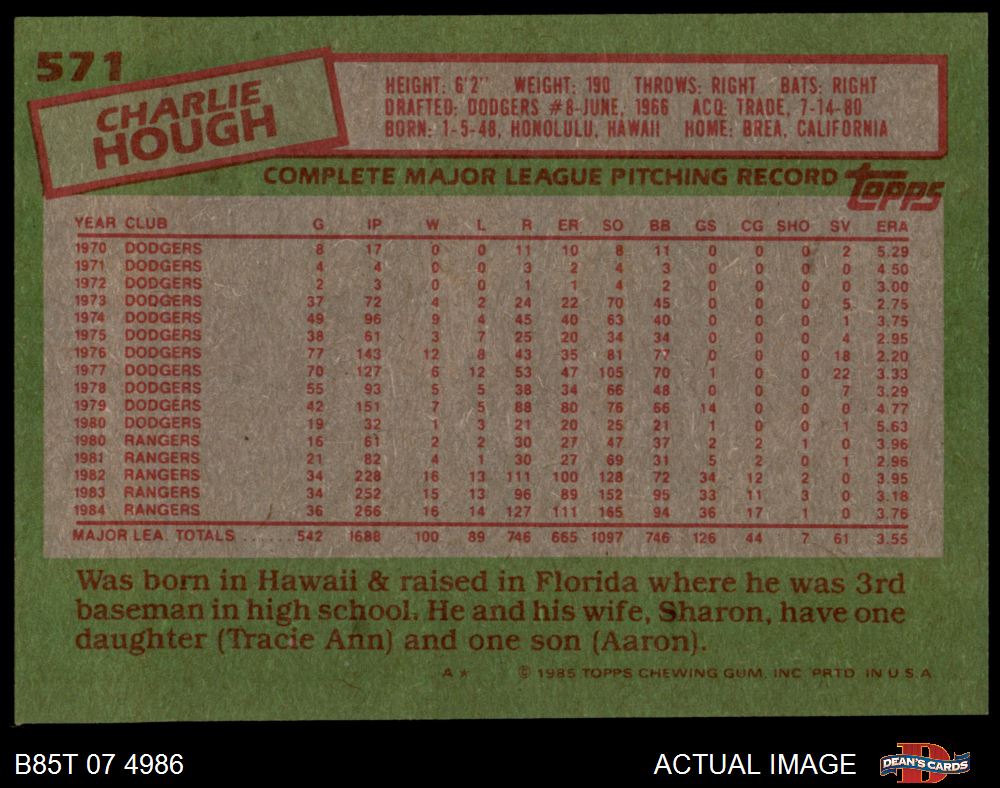 571
CHARLIE
HOUGH
HEIGHT: 6'2" WEIGHT: 190 THROWS: RIGHT BATS: RIGHT
DRAFTED: DODGERS #8-JUNE, 1966 ACQ: TRADE, 7-14-80
BORN: 1-5-48, HONOLULU, HAWAII HOME: BREA, CALIFORNIA
COMPLETE MAJOR LEAGUE PITCHING RECORD topps
YEAR CLUB G IP W L R ER SO BB GS CG SHO SV ERA
1970 DODGERS 8 17 0 0 11 10 8 11 0 0 0 2 5.29
1971 DODGERS 4 4 0 0 3 2 4 3 0 0 0 0 4.50
1972 DODGERS 2 3 0 0 1 1 4 2 0 0 0 0 3.00
1973 DODGERS 37 72 4 2 24 22 70 45 0 0 0 5 2.75
1974 DODGERS 49 96 9 4 45 40 63 40 0 0 0 1 3.75
1975 DODGERS 38 61 3 7 25 20 34 34 0 0 0 4 2.95
1976 DODGERS 77 143 12 8 43 35 81 77 0 0 0 18 2.20
1977 DODGERS 70 127 6 12 53 47 105 70 1 0 0 22 3.33
1978 DODGERS 55 93 5 5 38 34 66 48 0 0 0 7 3.29
1979 DODGERS 42 151 7 5 88 80 76 66 14 0 0 0 4.77
1980 DODGERS 19 32 1 3 21 20 25 21 1 0 0 1 5.63
1980 RANGERS 16 61 2 2 30 27 47 37 2 2 1 0 3.96
1981 RANGERS 21 82 4 1 30 27 69 31 5 2 0 1 2.96
1982 RANGERS 34 228 16 13 111 100 128 72 34 12 2 0 3.95
1983 RANGERS 34 252 15 13 96 89 152 95 33 11 3 0 3.18
1984 RANGERS 36 266 16 14 127 111 165 94 36 17 1 0 3.76
MAJOR LEA. TOTALS ...... 542 1688 100 89 746 665 1097 746 126 44 7 61 3.55
Was born in Hawaii & raised in Florida where he was 3rd
baseman in high school. He and his wife, Sharon, have one
daughter (Tracie Ann) and one son (Aaron).
A* © 1985 TOPPS CHEWING GUM, INC. PRTD. IN U.S.A.
B85T 07 4986 ACTUAL IMAGE DEAN'S CARDS